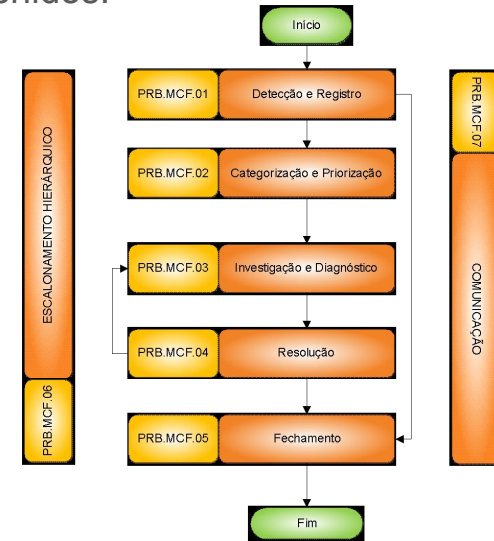 Início
PRB.MCF.01
Detecção e Registro
PRB.MCF.02
Categorização e Priorização
PRB.MCF.03
Investigação e Diagnóstico
PRB.MCF.04
Resolução
PRB.MCF.05
Fechamento
Fim
ESCALONAMENTO HIERÁRQUICO
PRB.MCF.06
PRB.MCF.07
COMUNICAÇÃO